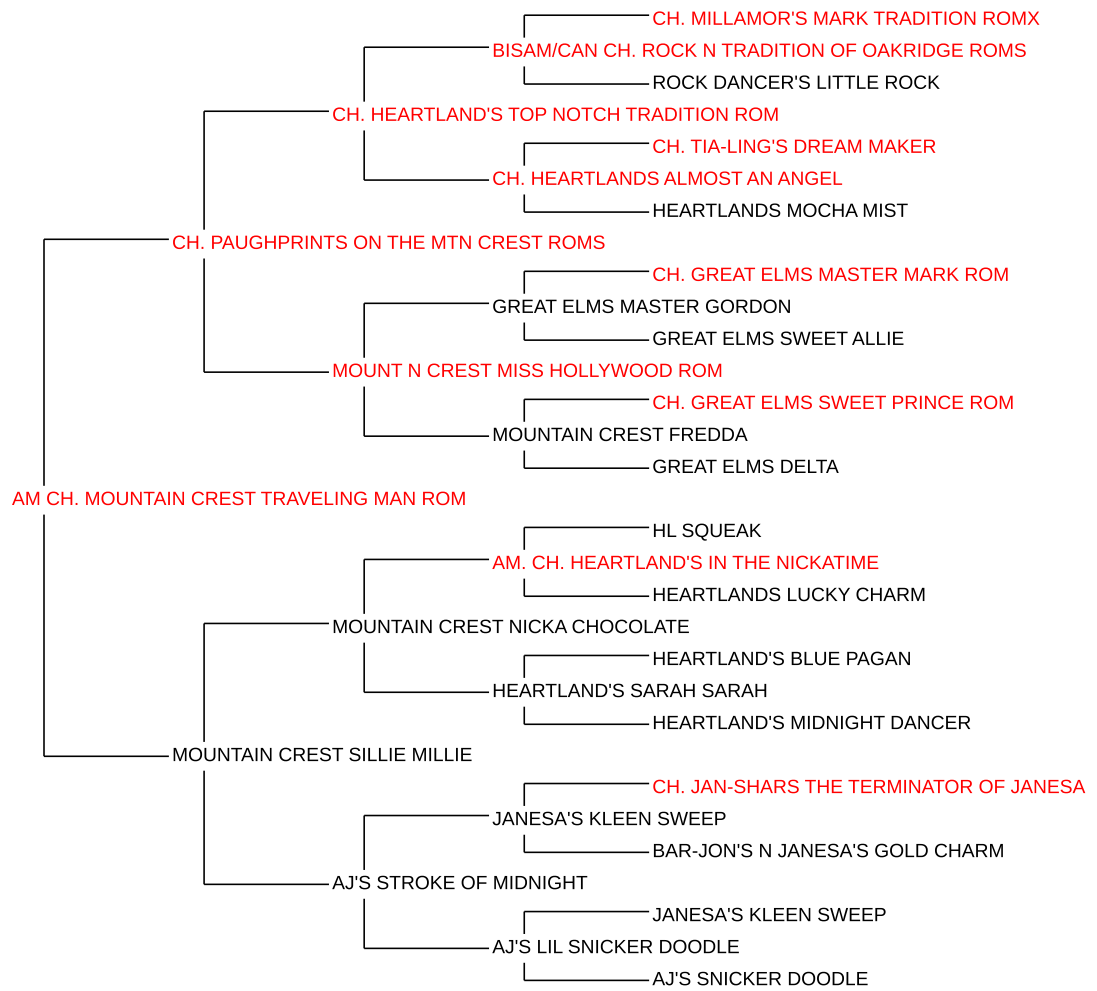 CH. MILLAMOR'S MARK TRADITION ROMX
BISAM/CAN CH. ROCK N TRADITION OF OAKRIDGE ROMS
ROCK DANCER'S LITTLE ROCK
CH. HEARTLAND'S TOP NOTCH TRADITION ROM
CH. TIA-LING'S DREAM MAKER
CH. HEARTLANDS ALMOST AN ANGEL
HEARTLANDS MOCHA MIST
CH. PAUGHPRINTS ON THE MTN CREST ROMS
CH. GREAT ELMS MASTER MARK ROM
GREAT ELMS MASTER GORDON
GREAT ELMS SWEET ALLIE
MOUNT N CREST MISS HOLLYWOOD ROM
CH. GREAT ELMS SWEET PRINCE ROM
MOUNTAIN CREST FREDDA
GREAT ELMS DELTA
AM CH. MOUNTAIN CREST TRAVELING MAN ROM
HL SQUEAK
AM. CH. HEARTLAND'S IN THE NICKATIME
HEARTLANDS LUCKY CHARM
MOUNTAIN CREST NICKA CHOCOLATE
HEARTLAND'S BLUE PAGAN
HEARTLAND'S SARAH SARAH
HEARTLAND'S MIDNIGHT DANCER
MOUNTAIN CREST SILLIE MILLIE
CH. JAN-SHARS THE TERMINATOR OF JANESA
JANESA'S KLEEN SWEEP
BAR-JON'S N JANESA'S GOLD CHARM
AJ'S STROKE OF MIDNIGHT
JANESA'S KLEEN SWEEP
AJ'S LIL SNICKER DOODLE
AJ'S SNICKER DOODLE